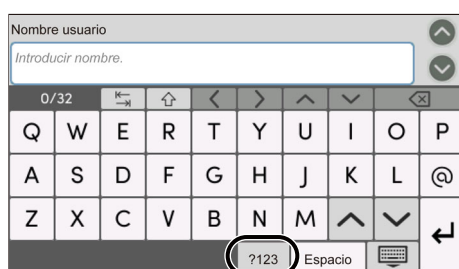 Nombre usuario
Introducir nombre.
0/32
Q W E R T Y U I O P
A S D F G H J K L @
Z X C V B N M
?123 Espacio